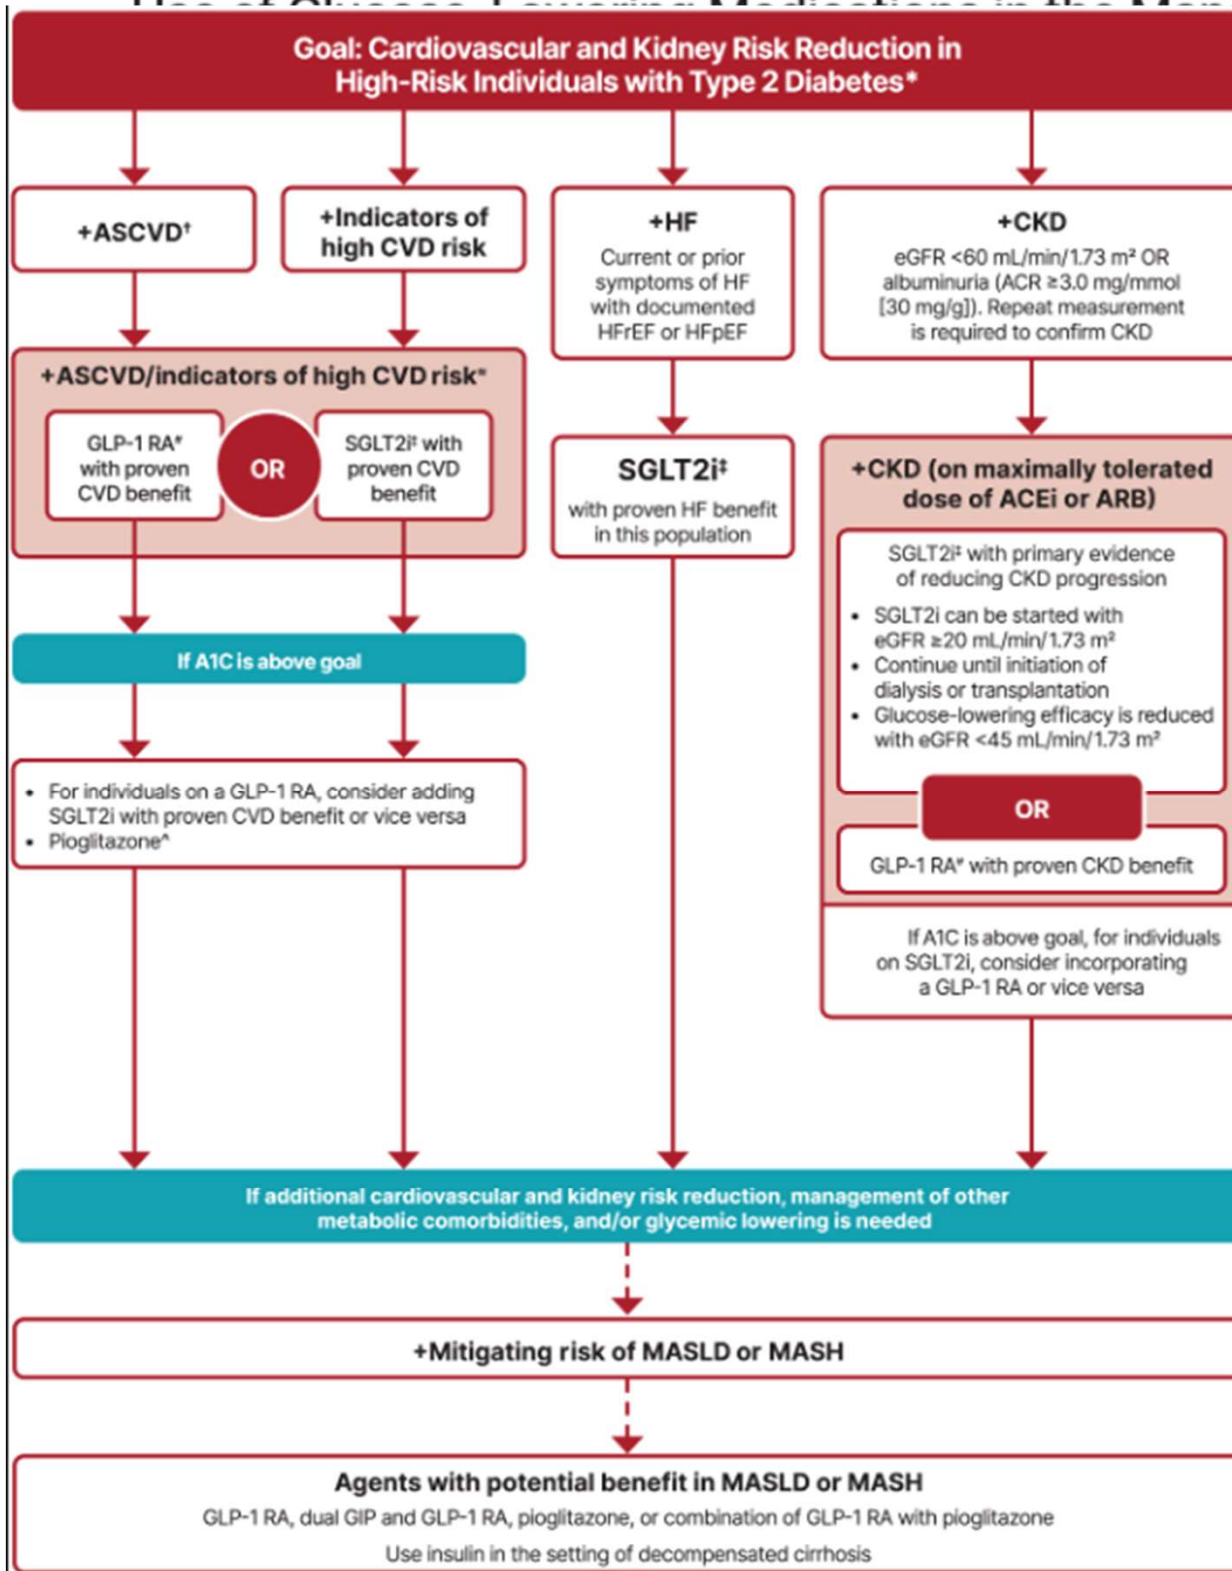 Use of Glucose-Lowering Medications in the Man
Goal: Cardiovascular and Kidney Risk Reduction in
High-Risk Individuals with Type 2 Diabetes*
+ASCVD†
+Indicators of
high CVD risk
+HF
Current or prior
symptoms of HF
with documented
HFrEF or HFpEF
+CKD
eGFR <60 mL/min/1.73 m² OR
albuminuria (ACR ≥3.0 mg/mmol
[30 mg/g]). Repeat measurement
is required to confirm CKD
+ASCVD/indicators of high CVD risk
GLP-1 RA#
with proven
CVD benefit
OR
SGLT2i‡ with
proven CVD
benefit
If A1C is above goal
• For individuals on a GLP-1 RA, consider adding
SGLT2i with proven CVD benefit or vice versa
• Pioglitazone^
SGLT2i‡
with proven HF benefit
in this population
+CKD (on maximally tolerated
dose of ACEi or ARB)
SGLT2i‡ with primary evidence
of reducing CKD progression
• SGLT2i can be started with
eGFR ≥20 mL/min/1.73 m²
• Continue until initiation of
dialysis or transplantation
• Glucose-lowering efficacy is reduced
with eGFR <45 mL/min/1.73 m²
OR
GLP-1 RA# with proven CKD benefit
If A1C is above goal, for individuals
on SGLT2i, consider incorporating
a GLP-1 RA or vice versa
If additional cardiovascular and kidney risk reduction, management of other
metabolic comorbidities, and/or glycemic lowering is needed
+Mitigating risk of MASLD or MASH
Agents with potential benefit in MASLD or MASH
GLP-1 RA, dual GIP and GLP-1 RA, pioglitazone, or combination of GLP-1 RA with pioglitazone
Use insulin in the setting of decompensated cirrhosis